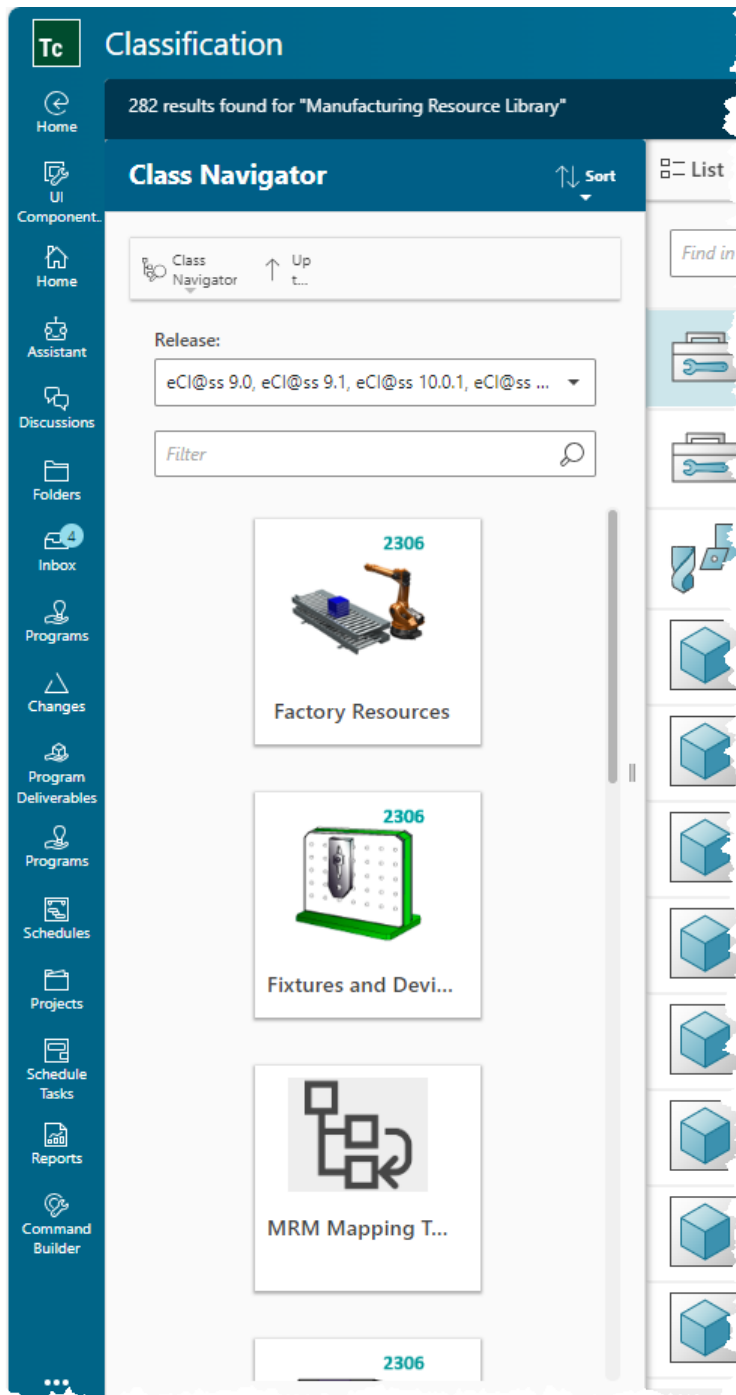 Tc
Classification
Home
UI
Component..
Home
Assistant
Discussions
Folders
4
Inbox
Programs
Changes
Program
Deliverables
Programs
Schedules
Projects
Schedule
Tasks
Reports
Command
Builder
282 results found for "Manufacturing Resource Library"
Class Navigator
Sort
Class
Navigator
Up
t...
Release:
eCl@ss 9.0, eCl@ss 9.1, eCl@ss 10.0.1, eCl@ss ...
Filter
2306
Factory Resources
2306
Fixtures and Devi...
MRM Mapping T...
2306
List
Find in